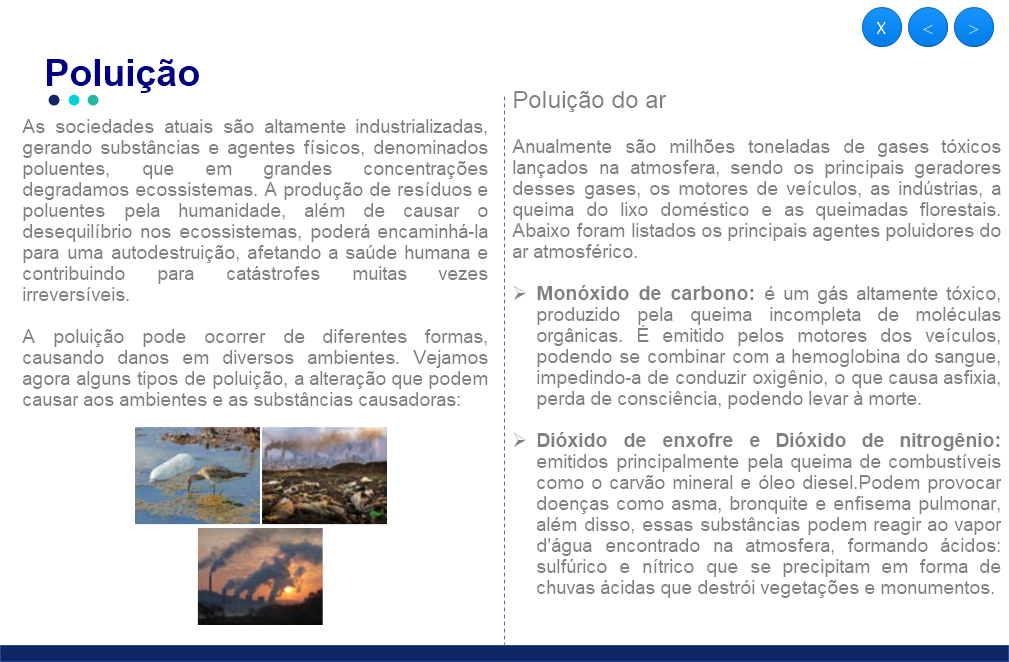 X < >
Poluição
As sociedades atuais são altamente industrializadas,
gerando substâncias e agentes físicos, denominados
poluentes, que em grandes concentrações
degradamos ecossistemas. A produção de resíduos e
poluentes pela humanidade, além de causar o
desequilíbrio nos ecossistemas, poderá encaminhá-la
para uma autodestruição, afetando a saúde humana e
contribuindo para catástrofes muitas vezes
irreversíveis.
A poluição pode ocorrer de diferentes formas,
causando danos em diversos ambientes. Vejamos
agora alguns tipos de poluição, a alteração que podem
causar aos ambientes e as substâncias causadoras:
Poluição do ar
Anualmente são milhões toneladas de gases tóxicos
lançados na atmosfera, sendo os principais geradores
desses gases, os motores de veículos, as indústrias, a
queima do lixo doméstico e as queimadas florestais.
Abaixo foram listados os principais agentes poluidores do
ar atmosférico.
➢ Monóxido de carbono: é um gás altamente tóxico,
produzido pela queima incompleta de moléculas
orgânicas. É emitido pelos motores dos veículos,
podendo se combinar com a hemoglobina do sangue,
impedindo-a de conduzir oxigênio, o que causa asfixia,
perda de consciência, podendo levar à morte.
➢ Dióxido de enxofre e Dióxido de nitrogênio:
emitidos principalmente pela queima de combustíveis
como o carvão mineral e óleo diesel.Podem provocar
doenças como asma, bronquite e enfisema pulmonar,
além disso, essas substâncias podem reagir ao vapor
d'água encontrado na atmosfera, formando ácidos:
sulfúrico e nítrico que se precipitam em forma de
chuvas ácidas que destrói vegetações e monumentos.